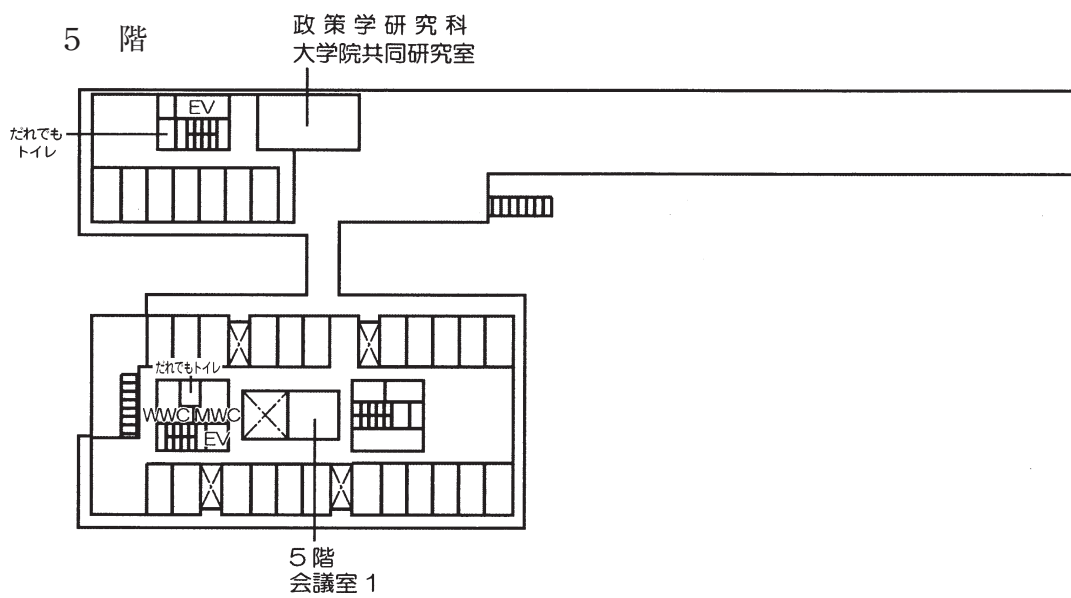 5 階
政策学研究科
大学院共同研究室
EV
だれでも
トイレ
だれでもトイレ
WWC MWC
EV
5階
会議室1